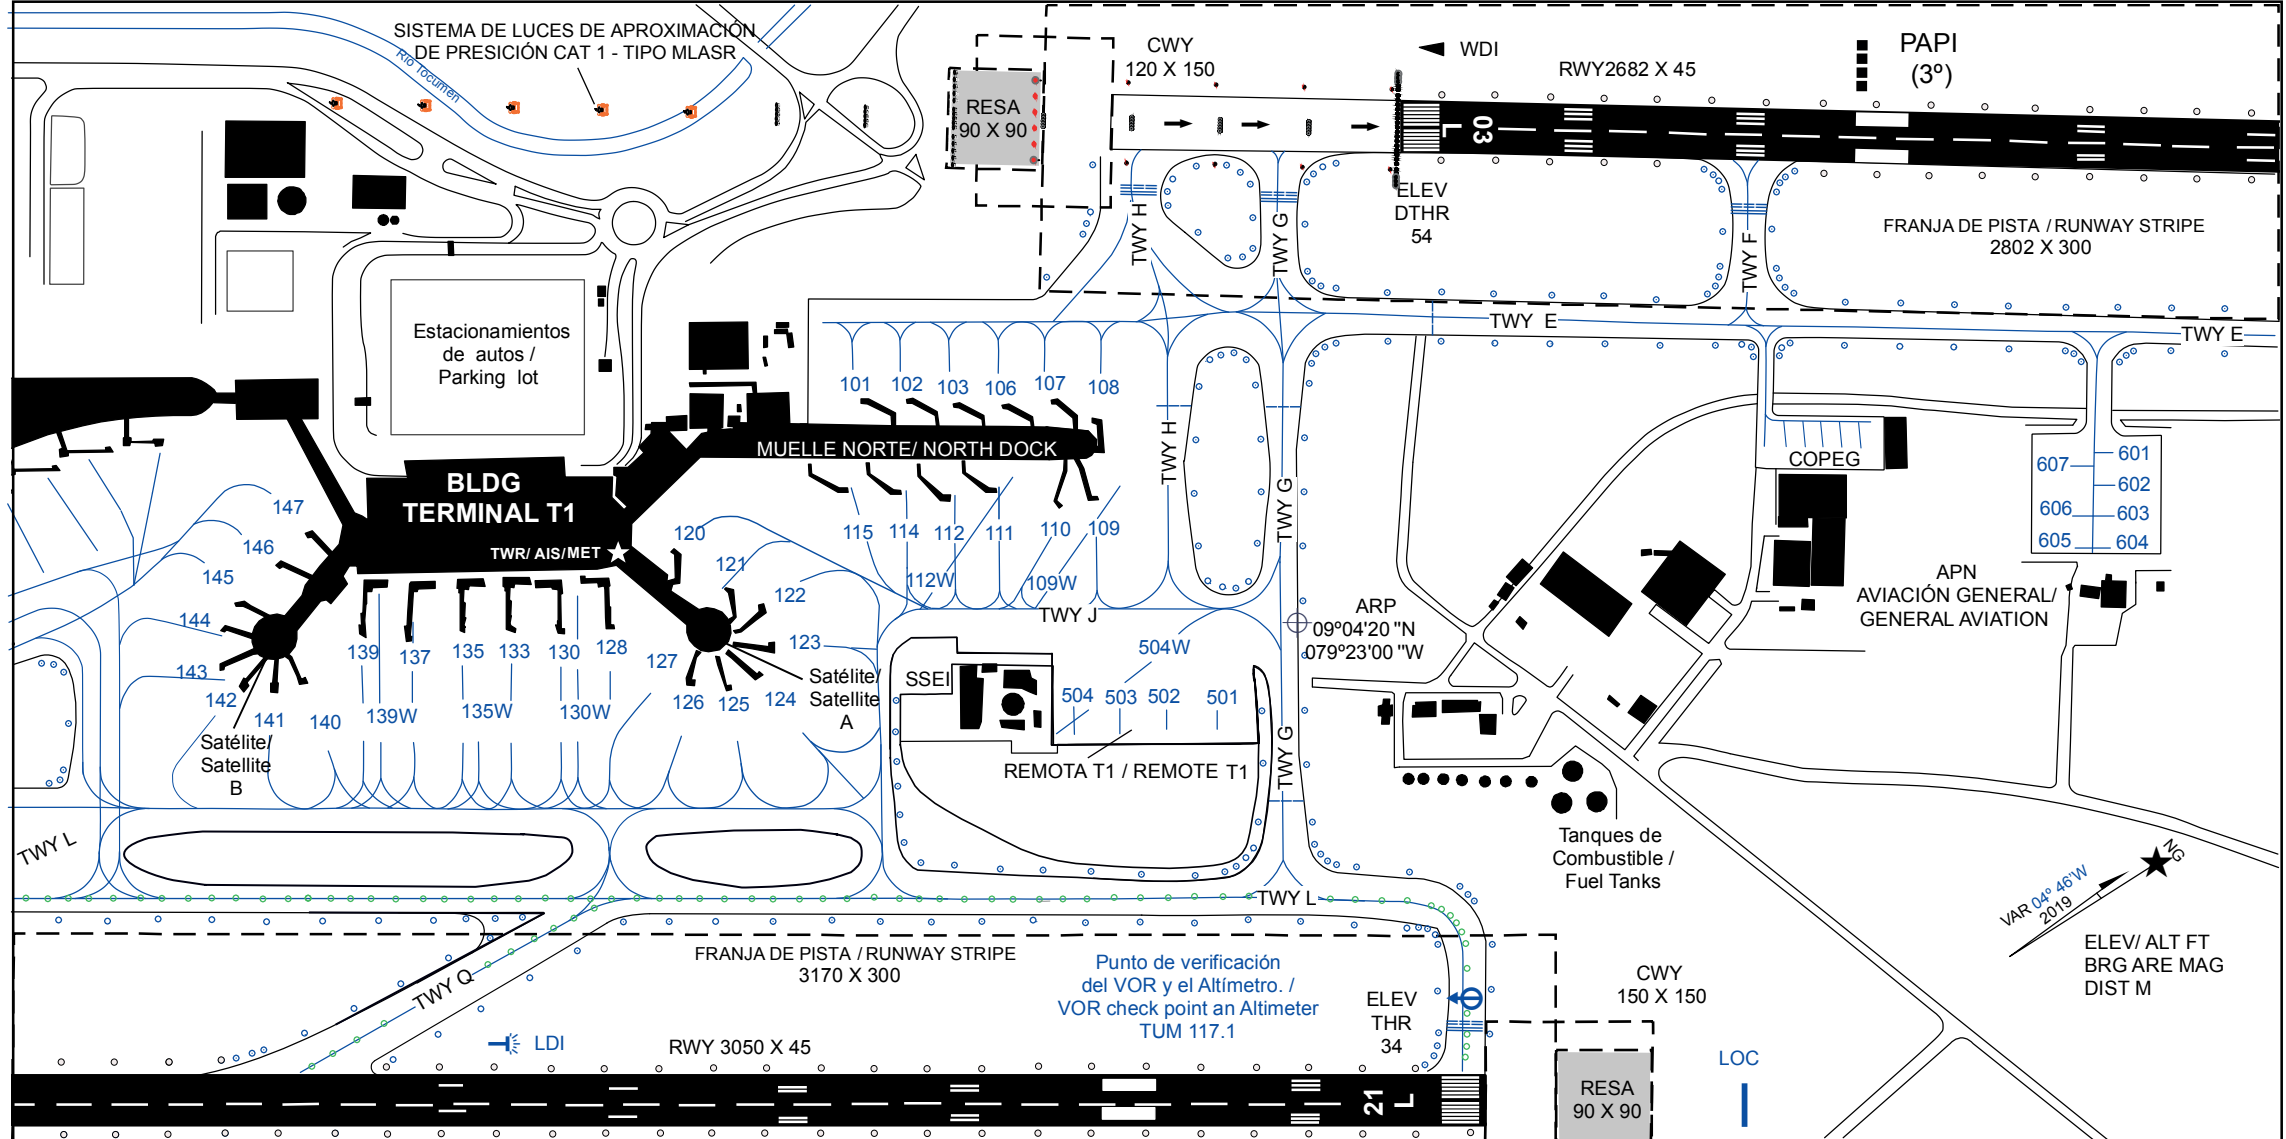 SISTEMA DE LUCES DE APROXIMACIÓN
DE PRESICIÓN CAT 1 - TIPO MLASR
Río Tocumen
RESA
90 X 90
CWY
120 X 150
WDI
RWY2682 X 45
PAPI
(3º)
03
L
ELEV
DTHR
54
FRANJA DE PISTA / RUNWAY STRIPE
2802 X 300
TWY H
TWY G
TWY F
TWY E
TWY E
Estacionamientos
de autos /
Parking lot
101
102
103
106
107
108
MUELLE NORTE/ NORTH DOCK
TWY H
TWY G
COPEG
607
601
602
606
603
605
604
BLDG
TERMINAL T1
TWR/ AIS/MET
147
146
145
144
143
142
141
140
139
137
135
133
130
128
127
139W
135W
130W
120
121
122
123
124
125
126
115
114
112
111
110
109
112W
109W
TWY J
ARP
09º04'20 "N
079º23'00 "W
APN
AVIACIÓN GENERAL/
GENERAL AVIATION
Satélite/
Satellite
A
Satélite/
Satellite
B
SSEI
504W
504
503
502
501
REMOTA T1 / REMOTE T1
TWY G
Tanques de
Combustible /
Fuel Tanks
TWY L
TWY L
NG
VAR 04º 46'W
2019
ELEV/ ALT FT
BRG ARE MAG
DIST M
TWY Q
FRANJA DE PISTA / RUNWAY STRIPE
3170 X 300
Punto de verificación
del VOR y el Altímetro. /
VOR check point an Altimeter
TUM 117.1
ELEV
THR
34
CWY
150 X 150
LDI
RWY 3050 X 45
LOC
21
L
RESA
90 X 90